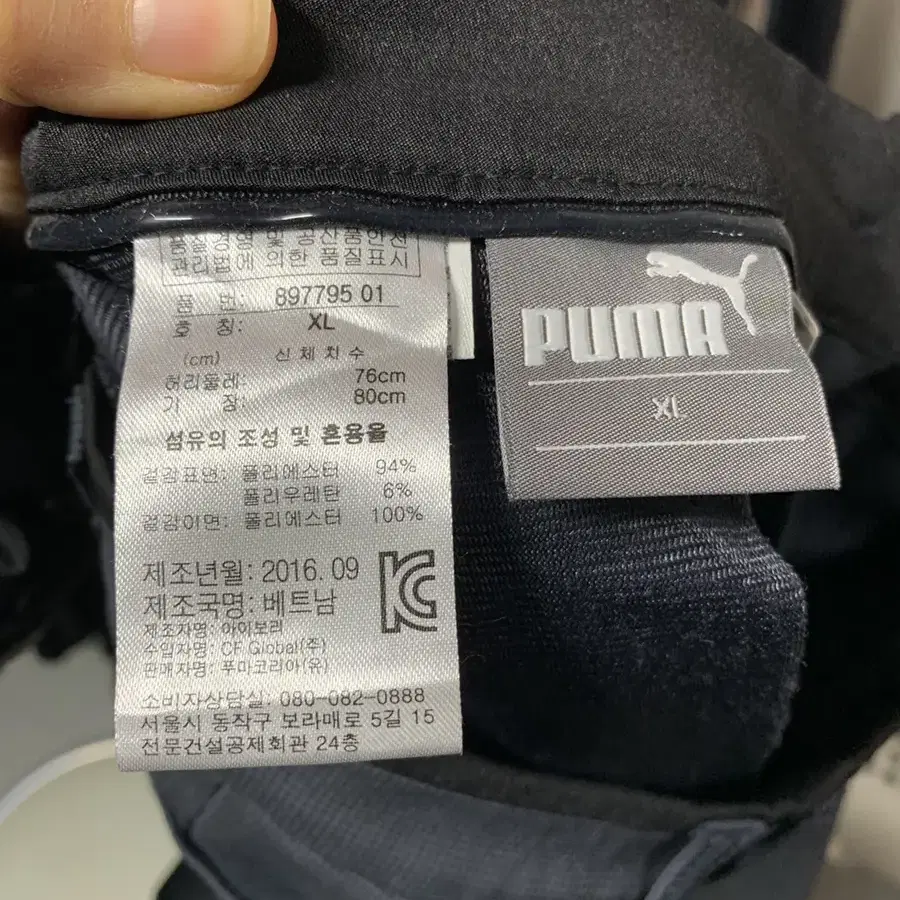 품질경영 및 공산품안전
관리법에 의한 품질표시
품 번: 897795 01
호 칭: XL
(cm) 신체치수
허리둘레: 76cm
기 장: 80cm
섬유의 조성 및 혼용율
겉감표면: 폴리에스터 94%
폴리우레탄 6%
겉감이면: 폴리에스터 100%
제조년월: 2016. 09
제조국명: 베트남
제조자명: 아이보리
수입자명: CF Global(주)
판매자명: 푸마코리아(유)
소비자상담실: 080-082-0888
서울시 동작구 보라매로 5길 15
전문건설공제회관 24층
KC
PUMA
XL